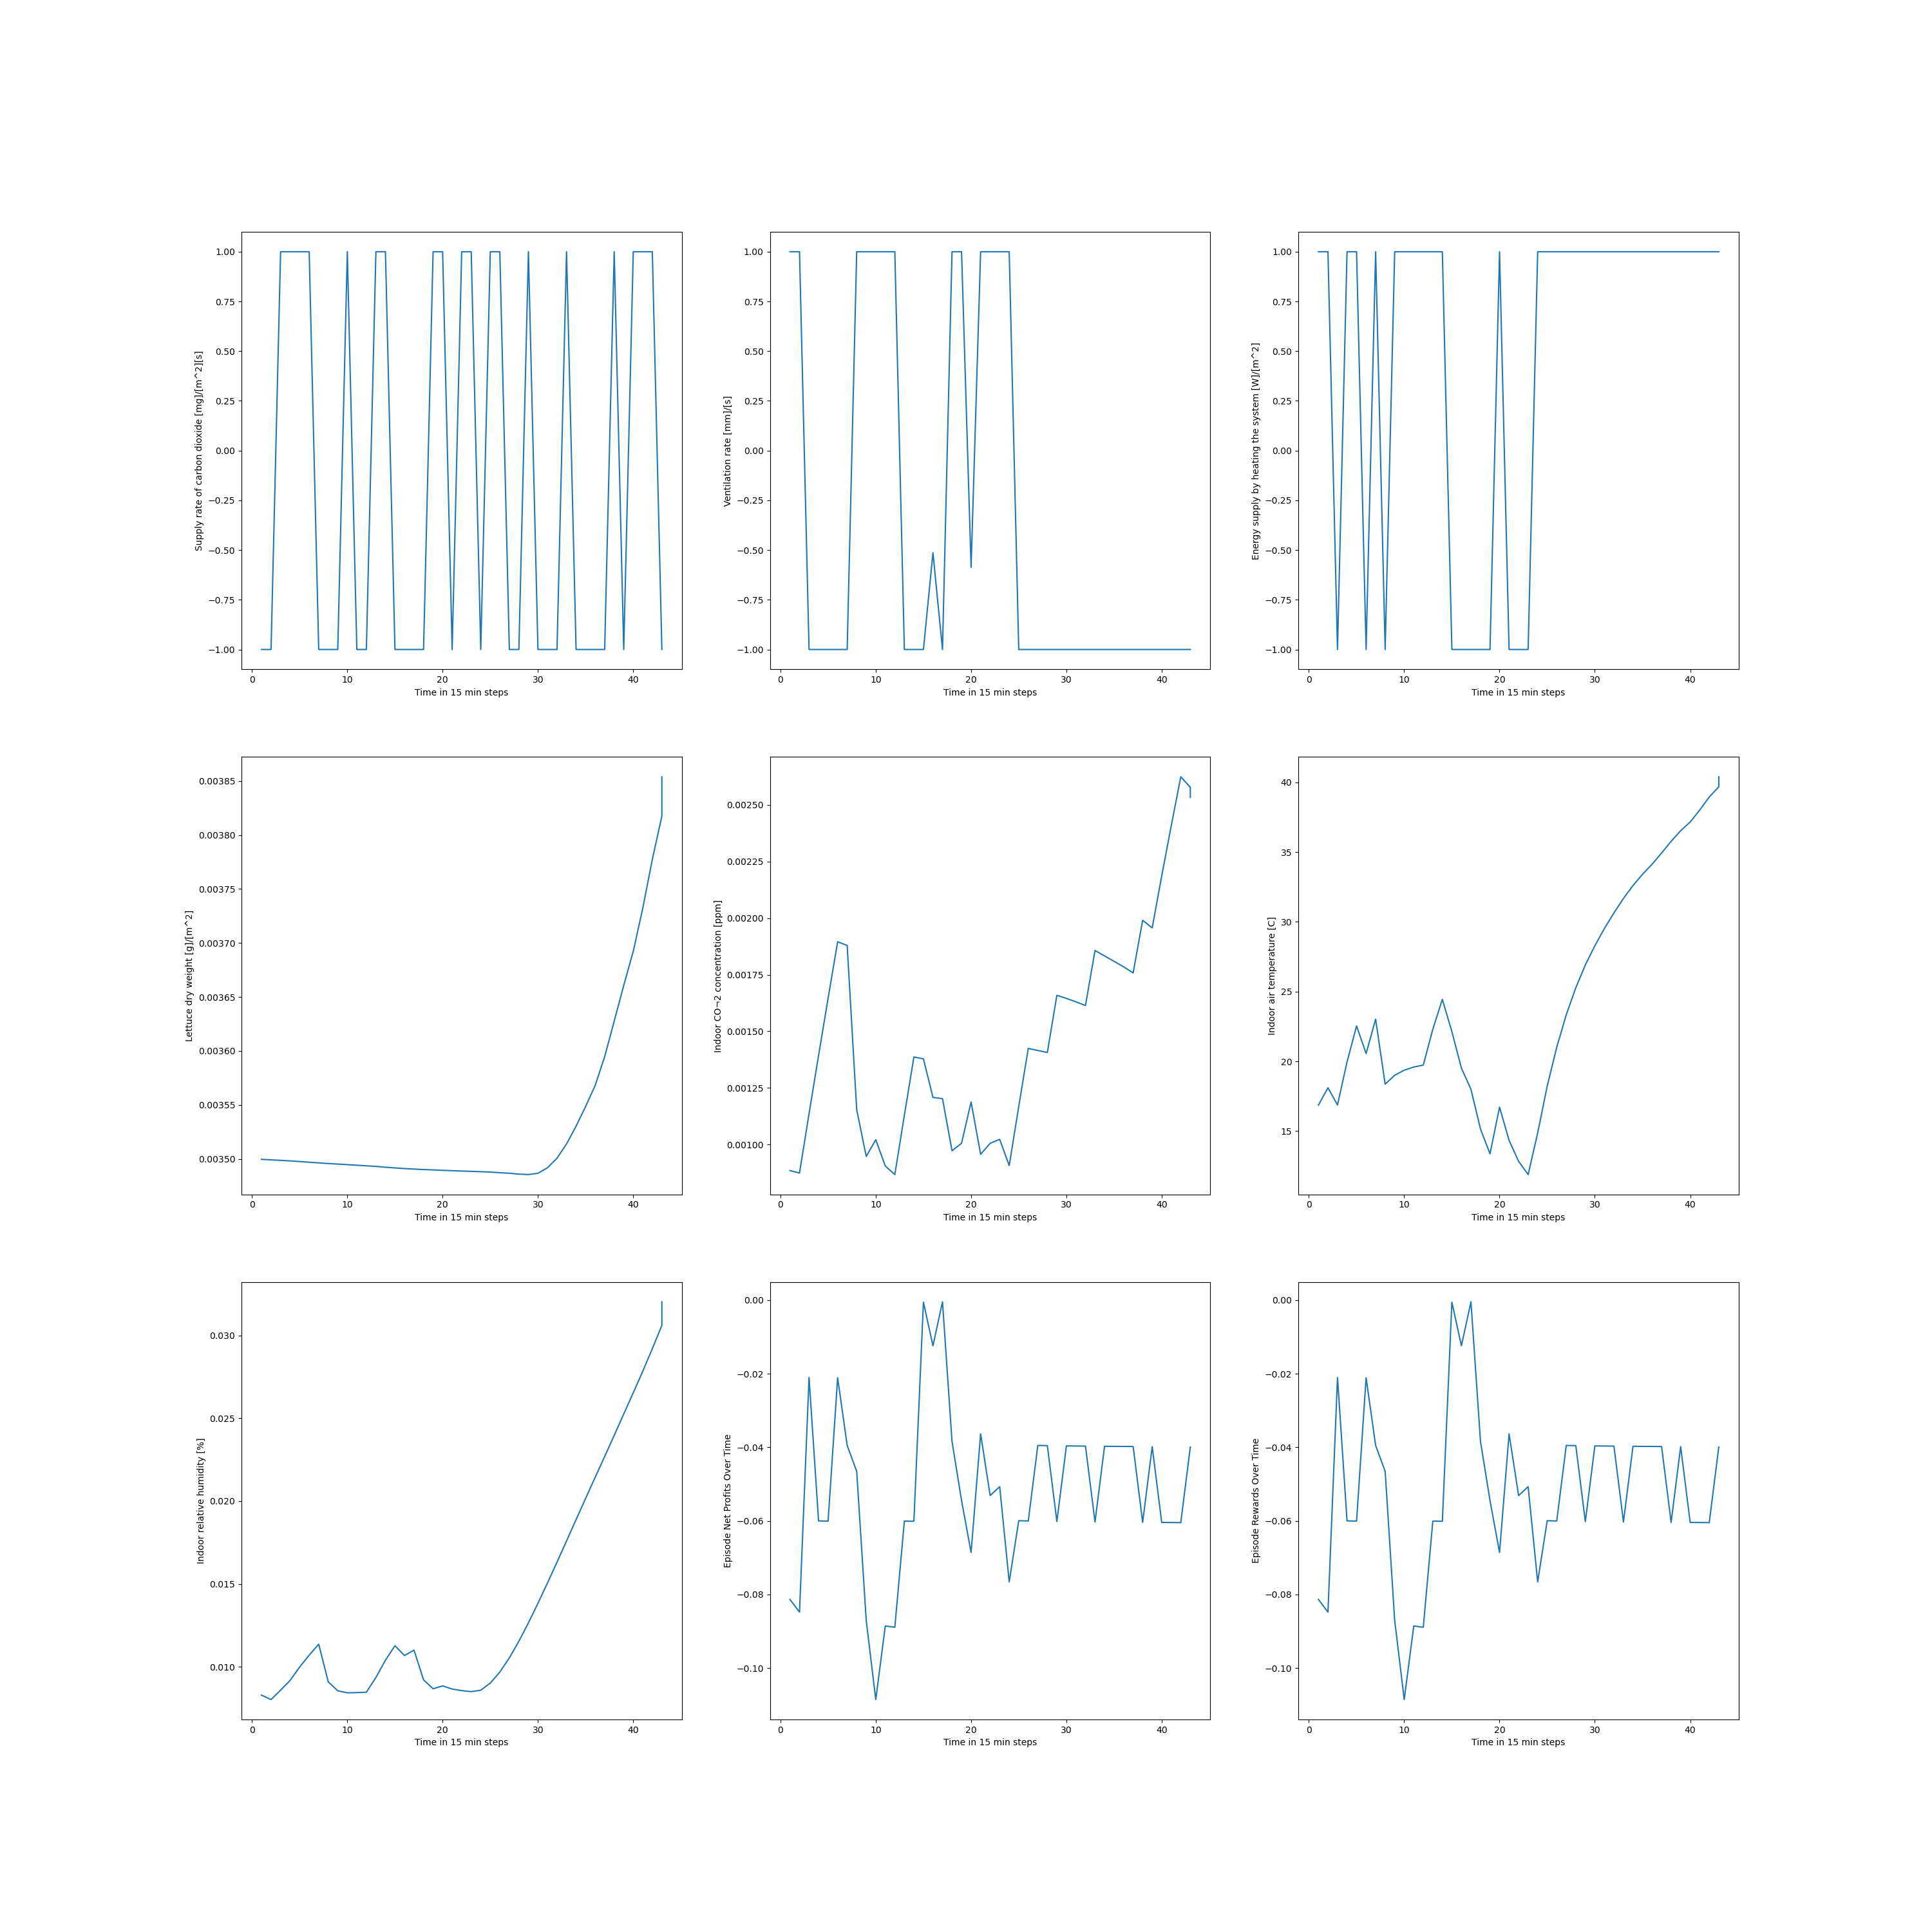 1.00
0.75
0.50
0.25
0.00
−0.25
−0.50
−0.75
−1.00
0 10 20 30 40
Supply rate of carbon dioxide [mg]/[m^2][s]
Time in 15 min steps
1.00
0.75
0.50
0.25
0.00
−0.25
−0.50
−0.75
−1.00
0 10 20 30 40
Ventilation rate [mm]/[s]
Time in 15 min steps
1.00
0.75
0.50
0.25
0.00
−0.25
−0.50
−0.75
−1.00
0 10 20 30 40
Energy supply by heating the system [W]/[m^2]
Time in 15 min steps
0.00385
0.00380
0.00375
0.00370
0.00365
0.00360
0.00355
0.00350
0 10 20 30 40
Lettuce dry weight [g]/[m^2]
Time in 15 min steps
0.00250
0.00225
0.00200
0.00175
0.00150
0.00125
0.00100
0 10 20 30 40
Indoor CO¬2 concentration [ppm]
Time in 15 min steps
40
35
30
25
20
15
0 10 20 30 40
Indoor air temperature [C]
Time in 15 min steps
0.030
0.025
0.020
0.015
0.010
0 10 20 30 40
Indoor relative humidity [%]
Time in 15 min steps
0.00
−0.02
−0.04
−0.06
−0.08
−0.10
0 10 20 30 40
Episode Net Profits Over Time
Time in 15 min steps
0.00
−0.02
−0.04
−0.06
−0.08
−0.10
0 10 20 30 40
Episode Rewards Over Time
Time in 15 min steps